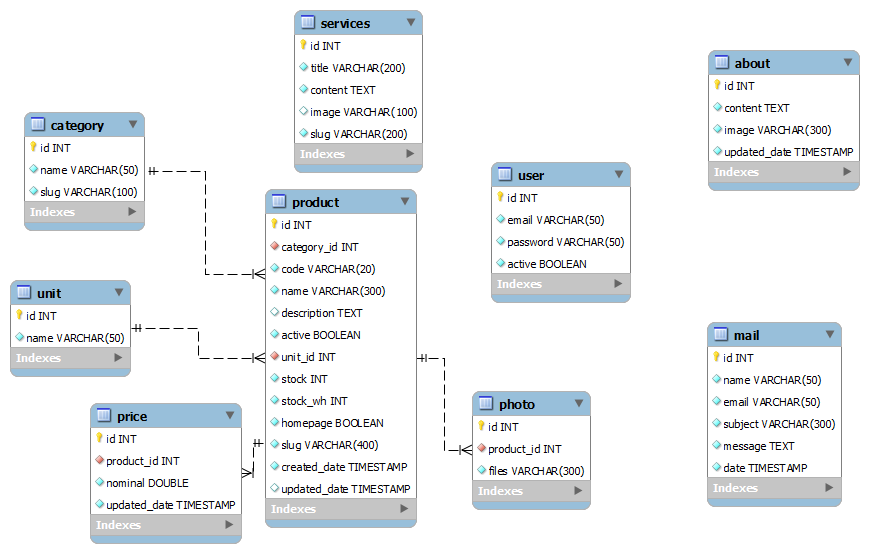 services
id INT
title VARCHAR(200)
content TEXT
image VARCHAR(100)
slug VARCHAR(200)
Indexes
about
id INT
content TEXT
image VARCHAR(300)
updated_date TIMESTAMP
Indexes
category
id INT
name VARCHAR(50)
slug VARCHAR(100)
Indexes
user
id INT
email VARCHAR(50)
password VARCHAR(50)
active BOOLEAN
Indexes
product
id INT
category_id INT
code VARCHAR(20)
name VARCHAR(300)
description TEXT
active BOOLEAN
unit_id INT
stock INT
stock_wh INT
homepage BOOLEAN
slug VARCHAR(400)
created_date TIMESTAMP
updated_date TIMESTAMP
Indexes
unit
id INT
name VARCHAR(50)
Indexes
mail
id INT
name VARCHAR(50)
email VARCHAR(50)
subject VARCHAR(300)
message TEXT
date TIMESTAMP
Indexes
price
id INT
product_id INT
nominal DOUBLE
updated_date TIMESTAMP
Indexes
photo
id INT
product_id INT
files VARCHAR(300)
Indexes